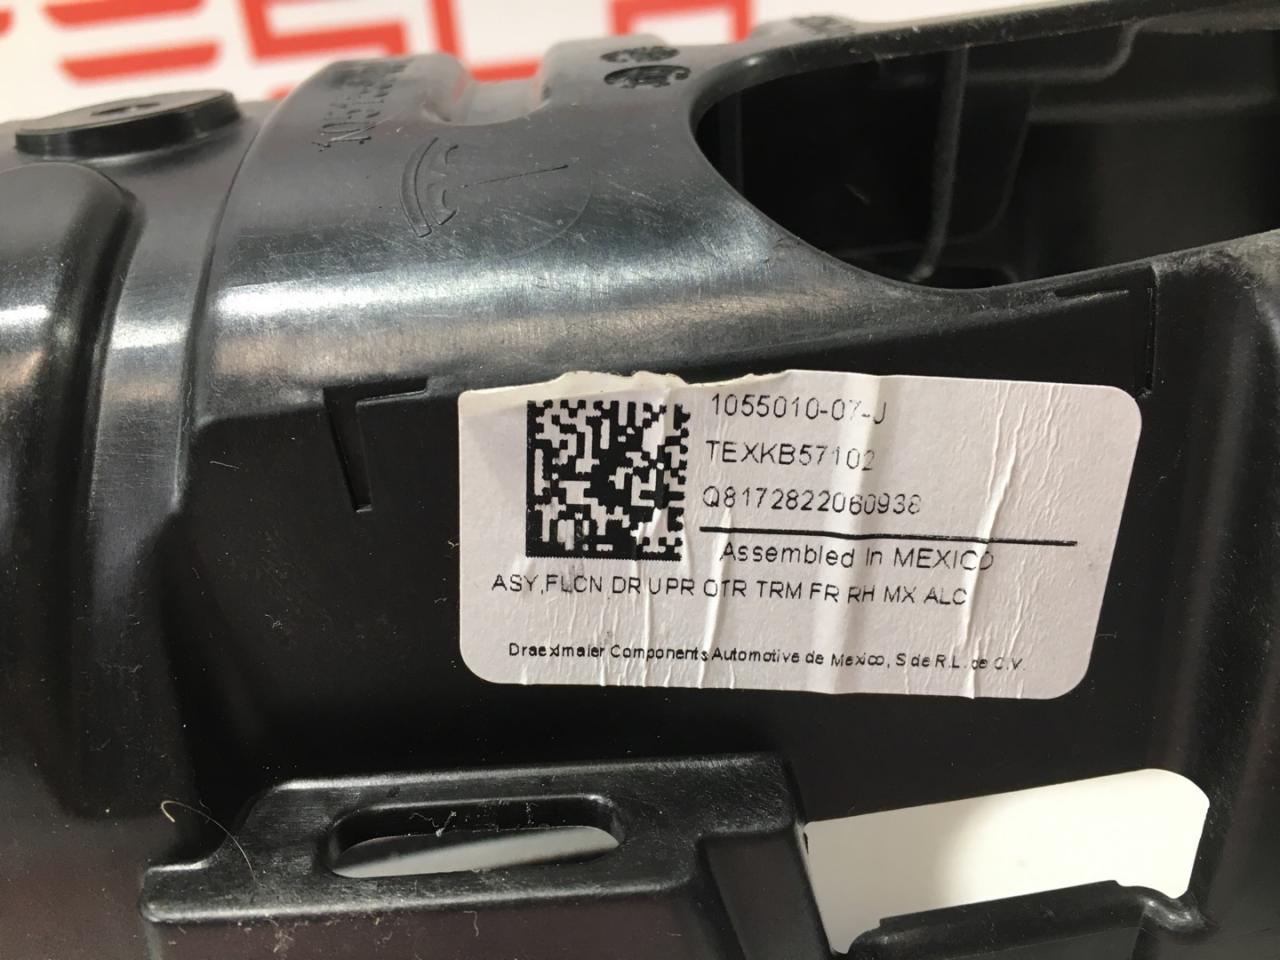 TESLA
1055010-07-J
TEXKB57102
Q8172822060938
Assembled In MEXICO
ASY,FLCN DR UPR OTR TRM FR RH MX ALC
Draexlmaier Components Automotive de Mexico, S de R.L. de C.V.